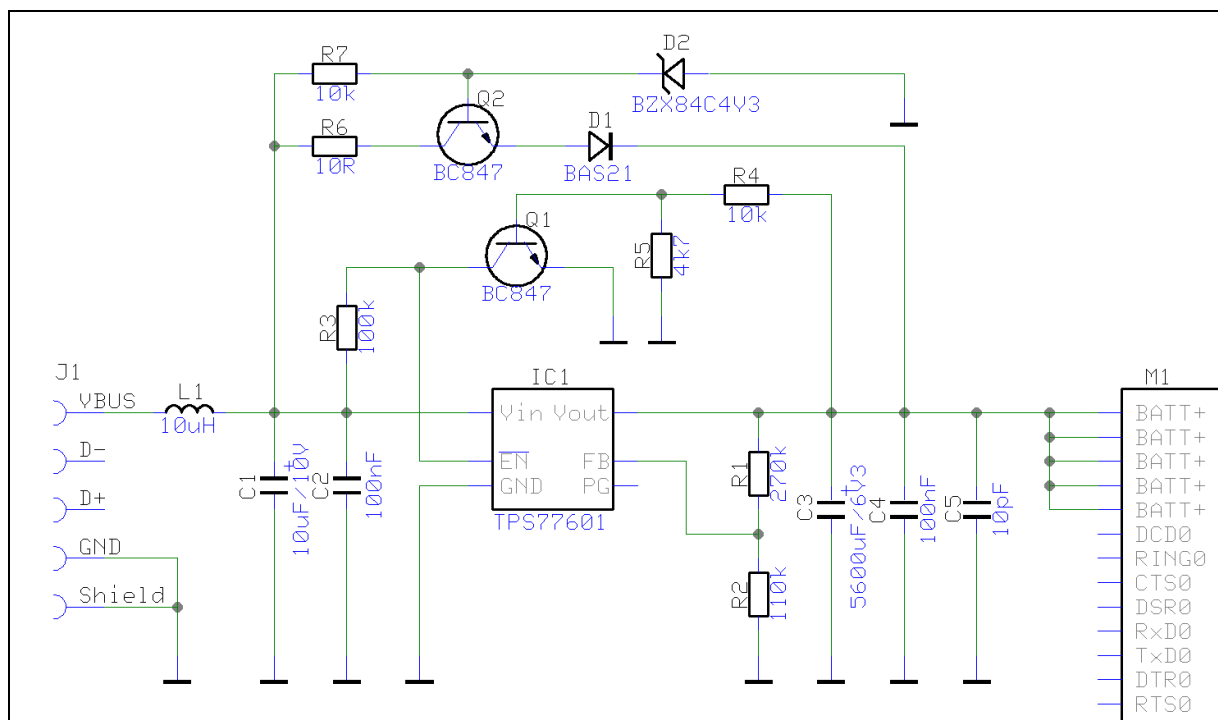 R7
10k
D2
BZX84C4V3
Q2
BC847
R6
10R
D1
BAS21
R4
10k
R5
4k7
Q1
BC847
R3
100k
J1
VBUS
D-
D+
GND
Shield
L1
10uH
C1
+
10uF/10V
C2
100nF
IC1
Vin Vout
EN FB
GND PG
TPS77601
R1
270k
R2
110k
C3
+
5600uF/6V3
C4
100nF
C5
10pF
M1
BATT+
BATT+
BATT+
BATT+
BATT+
DCD0
RING0
CTS0
DSR0
RxD0
TxD0
DTR0
RTS0